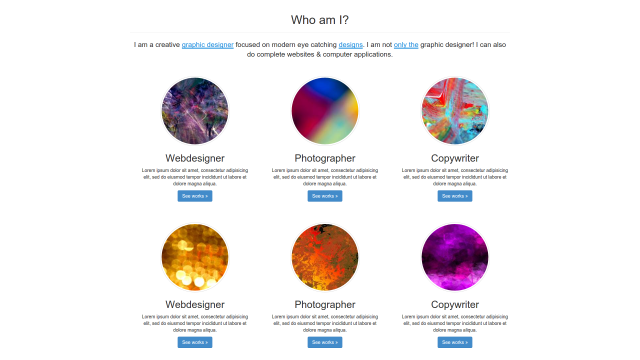 Who am I?
I am a creative graphic designer focused on modern eye catching designs. I am not only the graphic designer! I can also
do complete websites & computer applications.
Webdesigner
Lorem ipsum dolor sit amet, consectetur adipisicing
elit, sed do eiusmod tempor incididunt ut labore et
dolore magna aliqua.
See works »
Photographer
Lorem ipsum dolor sit amet, consectetur adipisicing
elit, sed do eiusmod tempor incididunt ut labore et
dolore magna aliqua.
See works »
Copywriter
Lorem ipsum dolor sit amet, consectetur adipisicing
elit, sed do eiusmod tempor incididunt ut labore et
dolore magna aliqua.
See works »
Webdesigner
Lorem ipsum dolor sit amet, consectetur adipisicing
elit, sed do eiusmod tempor incididunt ut labore et
dolore magna aliqua.
See works »
Photographer
Lorem ipsum dolor sit amet, consectetur adipisicing
elit, sed do eiusmod tempor incididunt ut labore et
dolore magna aliqua.
See works »
Copywriter
Lorem ipsum dolor sit amet, consectetur adipisicing
elit, sed do eiusmod tempor incididunt ut labore et
dolore magna aliqua.
See works »